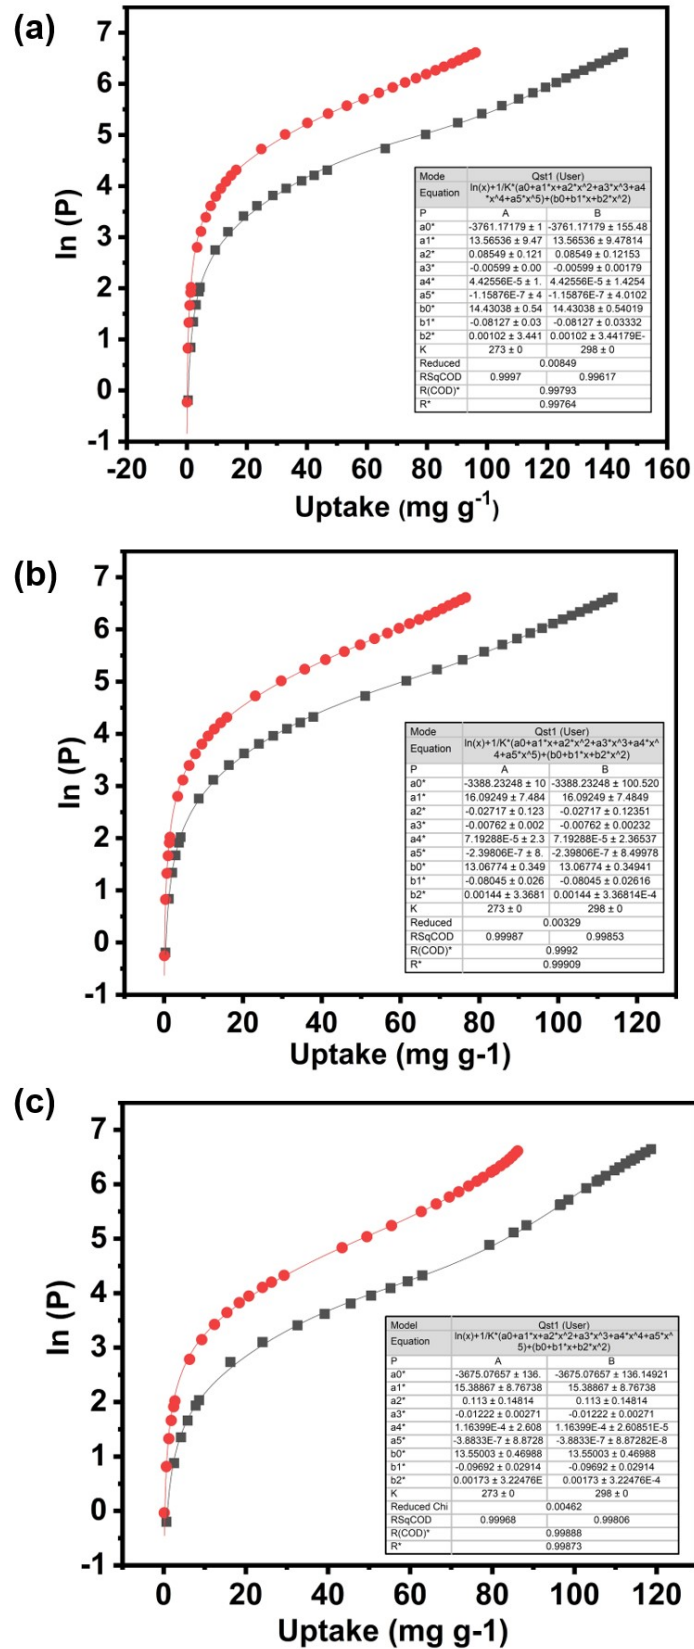 (a)
7
6
5
4
3
2
1
0
-1
ln (P)
Mode Qst1 (User)
Equation ln(x)+1/K*(a0+a1*x+a2*x^2+a3*x^3+a4
*x^4+a5*x^5)+(b0+b1*x+b2*x^2)
P A B
a0* -3761.17179 ± 1 -3761.17179 ± 155.48
a1* 13.56536 ± 9.47 13.56536 ± 9.47814
a2* 0.08549 ± 0.121 0.08549 ± 0.12153
a3* -0.00599 ± 0.00 -0.00599 ± 0.00179
a4* 4.42556E-5 ± 1. 4.42556E-5 ± 1.4254
a5* -1.15876E-7 ± 4 -1.15876E-7 ± 4.0102
b0* 14.43038 ± 0.54 14.43038 ± 0.54019
b1* -0.08127 ± 0.03 -0.08127 ± 0.03332
b2* 0.00102 ± 3.441 0.00102 ± 3.44179E-
K 273 ± 0 298 ± 0
Reduced 0.00849
RSqCOD 0.9997 0.99617
R(COD)* 0.99793
R* 0.99764
-20 0 20 40 60 80 100 120 140 160
Uptake (mg g-1)
(b)
7
6
5
4
3
2
1
0
-1
ln (P)
Mode Qst1 (User)
Equation ln(x)+1/K*(a0+a1*x+a2*x^2+a3*x^3+a4*x^
4+a5*x^5)+(b0+b1*x+b2*x^2)
P A B
a0* -3388.23248 ± 10 -3388.23248 ± 100.520
a1* 16.09249 ± 7.484 16.09249 ± 7.4849
a2* -0.02717 ± 0.123 -0.02717 ± 0.12351
a3* -0.00762 ± 0.002 -0.00762 ± 0.00232
a4* 7.19288E-5 ± 2.3 7.19288E-5 ± 2.36537
a5* -2.39806E-7 ± 8. -2.39806E-7 ± 8.49978
b0* 13.06774 ± 0.349 13.06774 ± 0.34941
b1* -0.08045 ± 0.026 -0.08045 ± 0.02616
b2* 0.00144 ± 3.3681 0.00144 ± 3.36814E-4
K 273 ± 0 298 ± 0
Reduced 0.00329
RSqCOD 0.99987 0.99853
R(COD)* 0.9992
R* 0.99909
0 20 40 60 80 100 120
Uptake (mg g-1)
(c)
7
6
5
4
3
2
1
0
-1
ln (P)
Model Qst1 (User)
Equation ln(x)+1/K*(a0+a1*x+a2*x^2+a3*x^3+a4*x^4+a5*x^
5)+(b0+b1*x+b2*x^2)
P A B
a0* -3675.07657 ± 136. -3675.07657 ± 136.14921
a1* 15.38867 ± 8.76738 15.38867 ± 8.76738
a2* 0.113 ± 0.14814 0.113 ± 0.14814
a3* -0.01222 ± 0.00271 -0.01222 ± 0.00271
a4* 1.16399E-4 ± 2.608 1.16399E-4 ± 2.60851E-5
a5* -3.8833E-7 ± 8.8728 -3.8833E-7 ± 8.87282E-8
b0* 13.55003 ± 0.46988 13.55003 ± 0.46988
b1* -0.09692 ± 0.02914 -0.09692 ± 0.02914
b2* 0.00173 ± 3.22476E 0.00173 ± 3.22476E-4
K 273 ± 0 298 ± 0
Reduced Chi 0.00462
RSqCOD 0.99968 0.99806
R(COD)* 0.99888
R* 0.99873
0 20 40 60 80 100 120
Uptake (mg g-1)